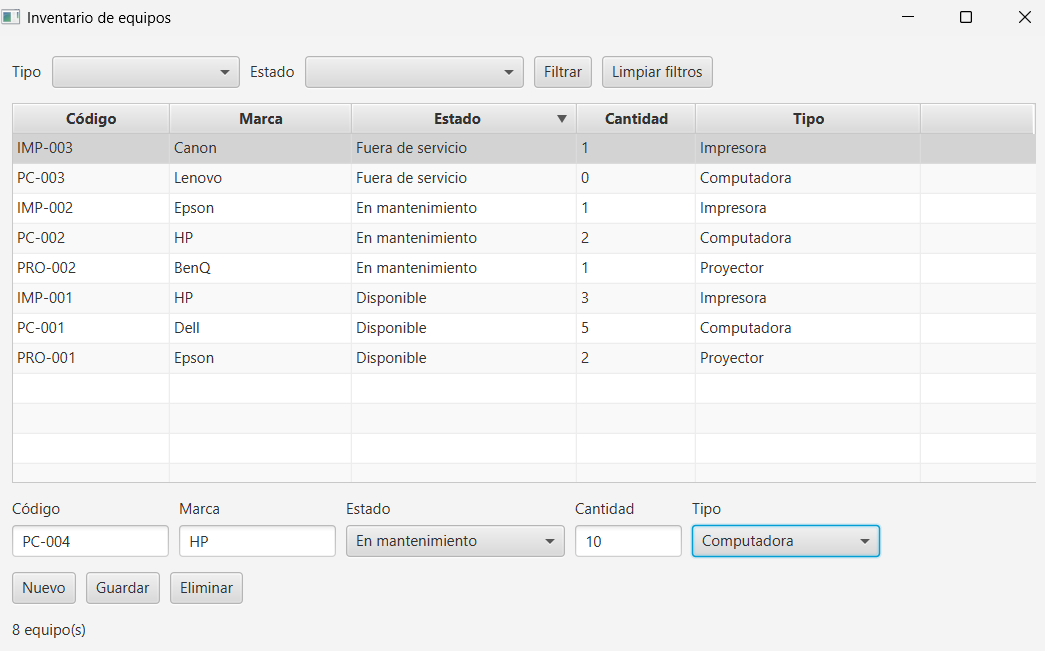 Inventario de equipos
Tipo Estado Filtrar Limpiar filtros
Código Marca Estado Cantidad Tipo
IMP-003 Canon Fuera de servicio 1 Impresora
PC-003 Lenovo Fuera de servicio 0 Computadora
IMP-002 Epson En mantenimiento 1 Impresora
PC-002 HP En mantenimiento 2 Computadora
PRO-002 BenQ En mantenimiento 1 Proyector
IMP-001 HP Disponible 3 Impresora
PC-001 Dell Disponible 5 Computadora
PRO-001 Epson Disponible 2 Proyector
Código Marca Estado Cantidad Tipo
PC-004 HP En mantenimiento 10 Computadora
Nuevo Guardar Eliminar
8 equipo(s)